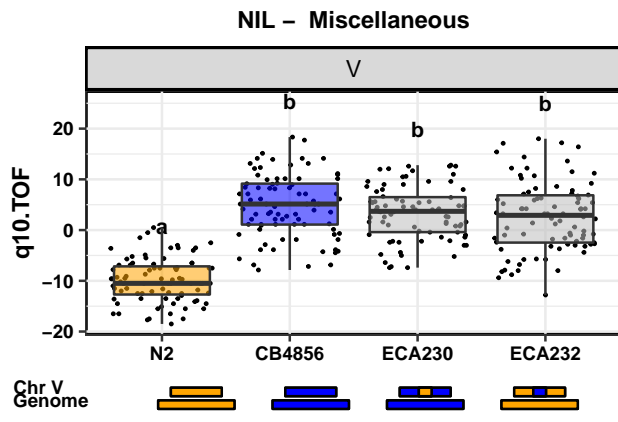 NIL – Miscellaneous
V
q10.TOF
20
10
0
−10
−20
a
b
b
b
N2 CB4856 ECA230 ECA232
Chr V
Genome